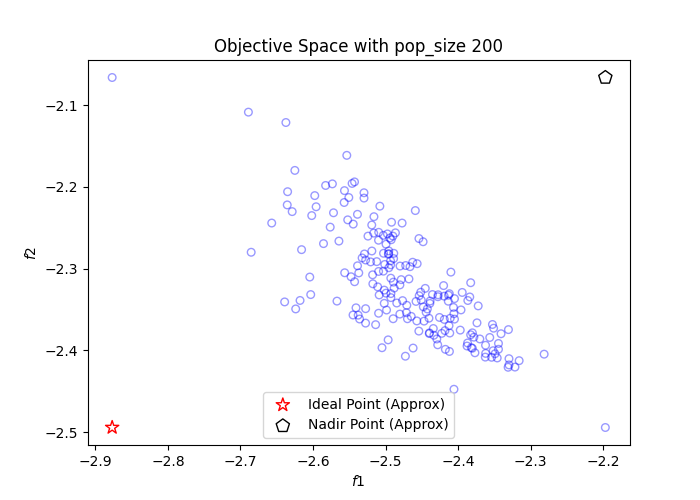 Objective Space with pop_size 200
f2
−2.1
−2.2
−2.3
−2.4
−2.5
Ideal Point (Approx)
Nadir Point (Approx)
−2.9 −2.8 −2.7 −2.6 −2.5 −2.4 −2.3 −2.2
f1